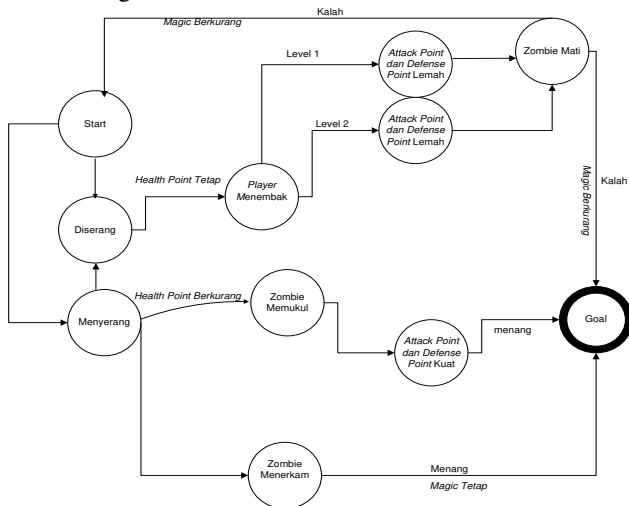 Kalah
Magic Berkurang
Level 1
Attack Point
dan Defense
Point Lemah
Zombie Mati
Start
Level 2
Attack Point
dan Defense
Point Lemah
Health Point Tetap
Player
Menembak
Kalah
Magic Berkurang
Diserang
Menyerang
Health Point Berkurang
Zombie
Memukul
Attack Point
dan Defense
Point Kuat
menang
Goal
Zombie
Menerkam
Menang
Magic Tetap